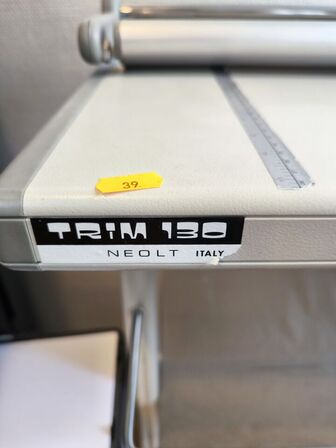 39.
TRIM 130
NEOLT ITALY